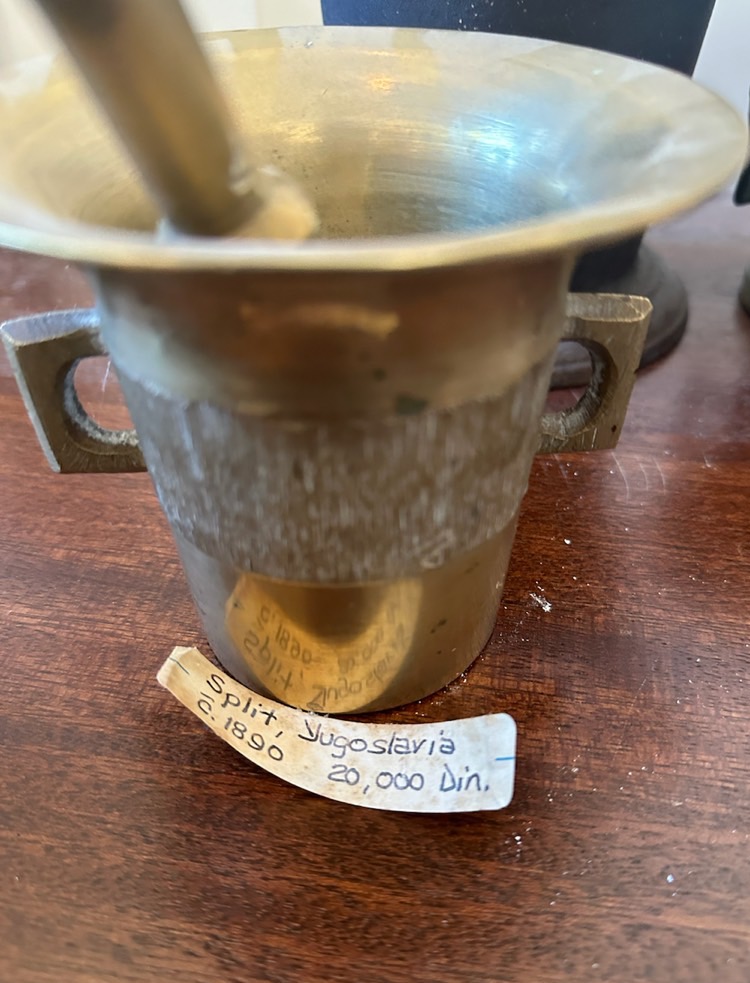 Split, Yugoslavia
c. 1890 20,000 Din.